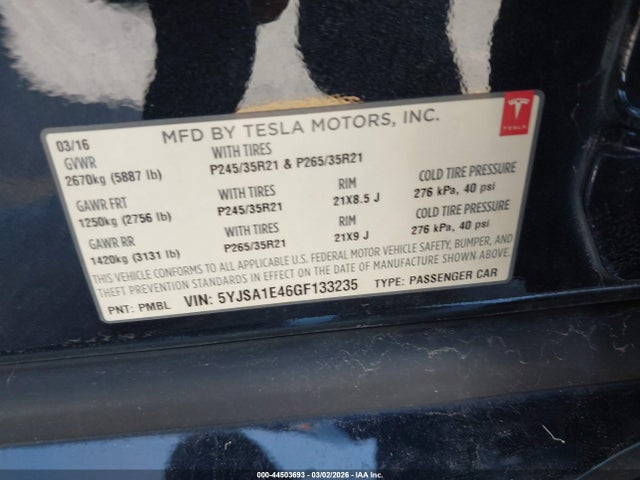 03/16
MFD BY TESLA MOTORS, INC.
TESLA
GVWR
2670kg (5887 lb)
WITH TIRES
P245/35R21 & P265/35R21
GAWR FRT
1250kg (2756 lb)
WITH TIRES
P245/35R21
RIM
21X8.5 J
COLD TIRE PRESSURE
276 kPa, 40 psi
GAWR RR
1420kg (3131 lb)
WITH TIRES
P265/35R21
RIM
21X9 J
COLD TIRE PRESSURE
276 kPa, 40 psi
THIS VEHICLE CONFORMS TO ALL APPLICABLE U.S. FEDERAL MOTOR VEHICLE SAFETY, BUMPER, AND
THEFT PREVENTION STANDARDS IN EFFECT ON THE DATE OF MANUFACTURE SHOWN ABOVE.
PNT: PMBL VIN: 5YJSA1E46GF133235 TYPE: PASSENGER CAR
000-44503693 - 03/02/2026 - IAAI CORPORATE